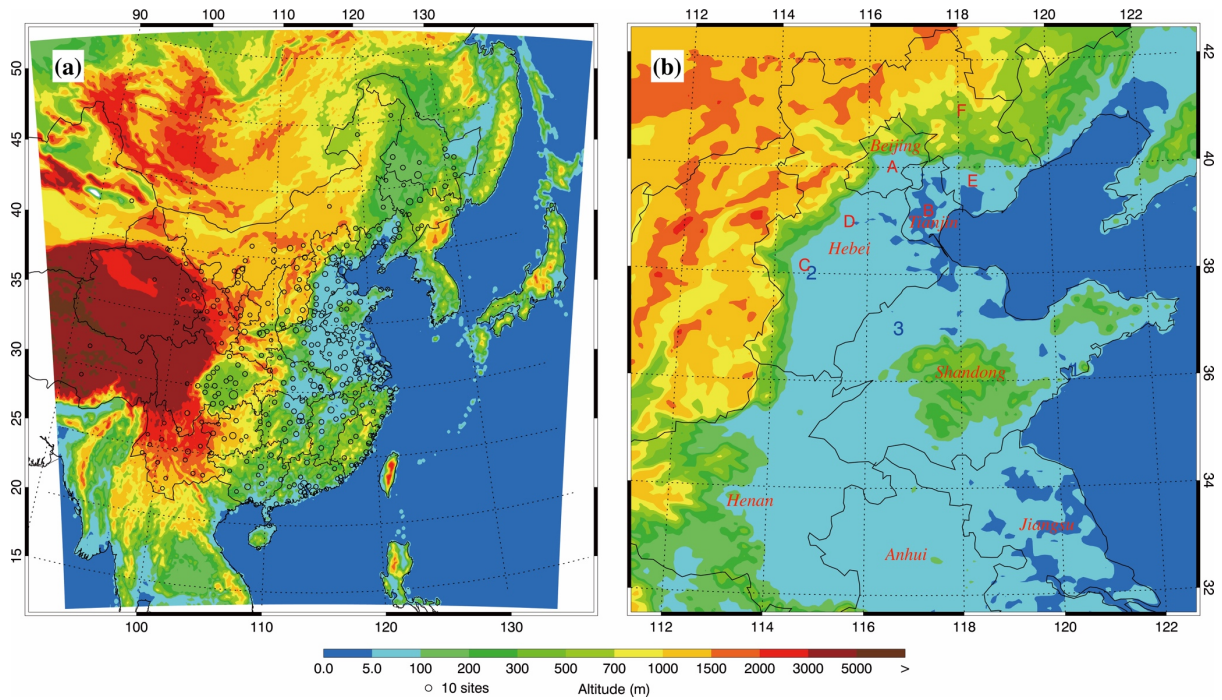 90 100 110 120 130
112 114 116 118 120 122
(a)
(b)
50
45
40
35
30
25
20
15
42
40
38
36
34
32
F
Beijing
A
E
B
Tianjin
D
Hebei
C
2
3
Shandong
1
Henan
Jiangsu
Anhui
100 110 120 130
112 114 116 118 120 122
0.0 5.0 100 200 300 500 700 1000 1500 2000 3000 5000 >
10 sites Altitude (m)